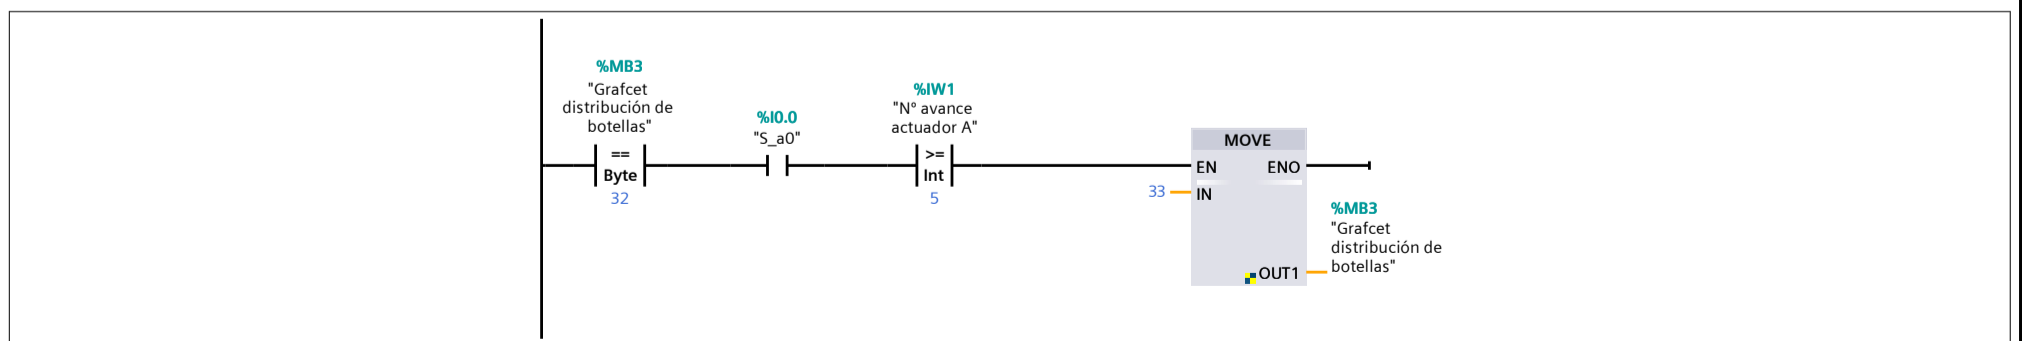 %MB3
"Grafcet
distribución de
botellas"
==
Byte
32
%I0.0
"S_a0"
%IW1
"Nº avance
actuador A"
>=
Int
5
MOVE
EN ENO
33 IN
OUT1
%MB3
"Grafcet
distribución de
botellas"